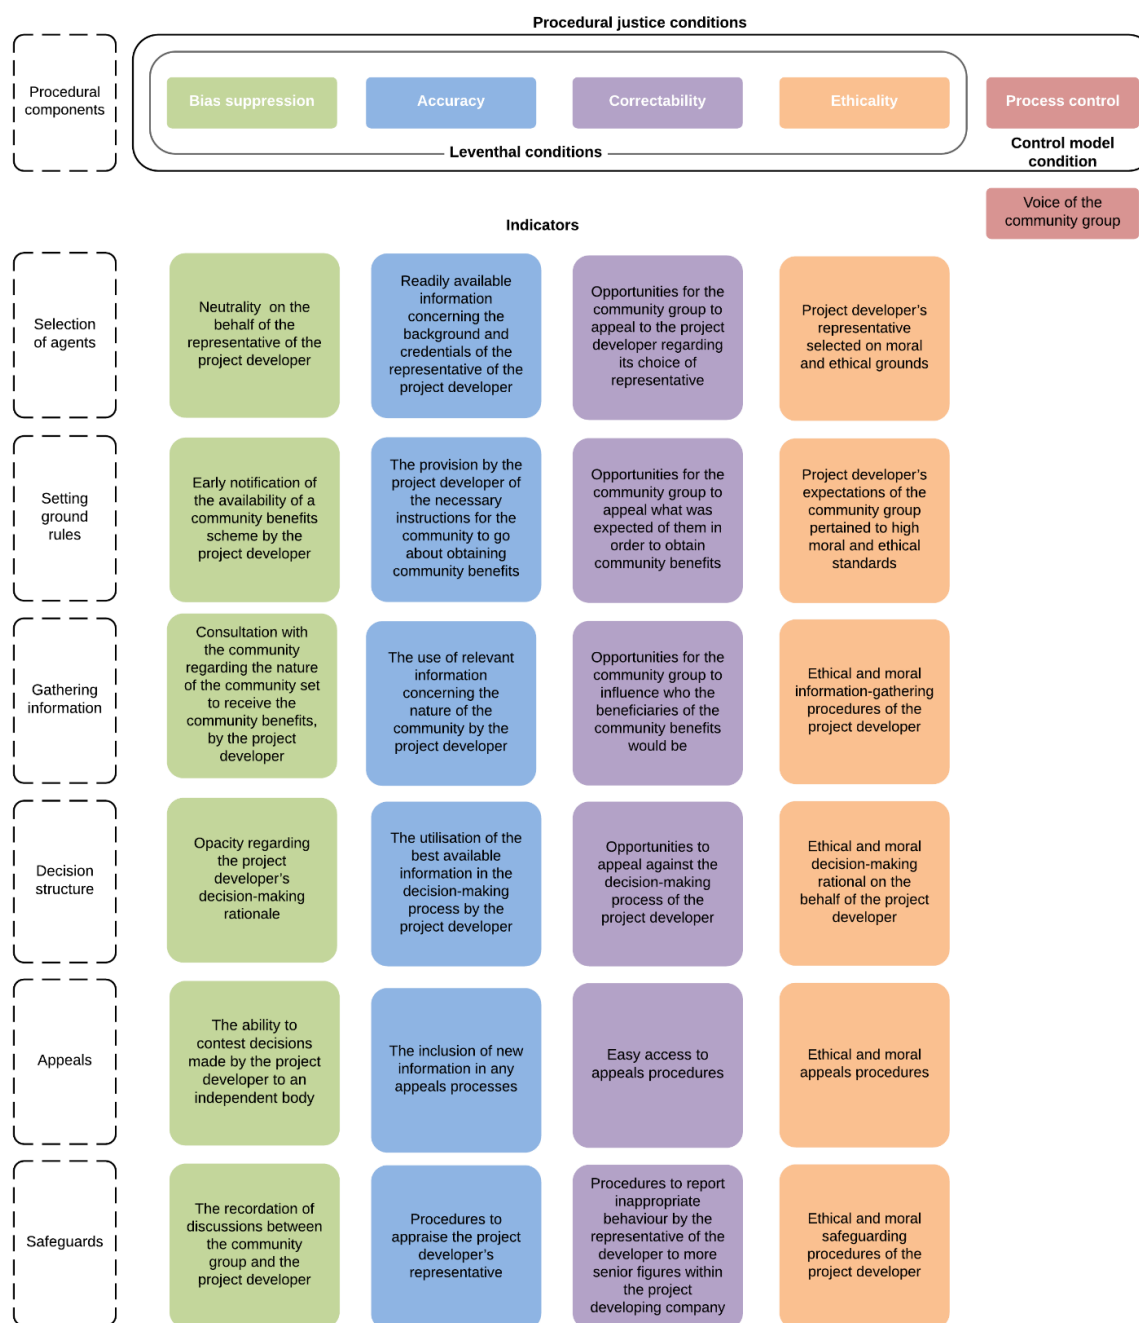 Procedural justice conditions
Procedural
components
Bias suppression
Accuracy
Correctability
Ethicality
Process control
Leventhal conditions
Control model
condition
Voice of the
community group
Indicators
Selection
of agents
Neutrality on the
behalf of the
representative of the
project developer
Readily available
information
concerning the
background and
credentials of the
representative of the
project developer
Opportunities for the
community group to
appeal to the project
developer regarding
its choice of
representative
Project developer's
representative
selected on moral
and ethical grounds
Setting
ground
rules
Early notification of
the availability of a
community benefits
scheme by the
project developer
The provision by the
project developer of
the necessary
instructions for the
community to go
about obtaining
community benefits
Opportunities for the
community group to
appeal what was
expected of them in
order to obtain
community benefits
Project developer's
expectations of the
community group
pertained to high
moral and ethical
standards
Gathering
information
Consultation with
the community
regarding the nature
of the community set
to receive the
community benefits,
by the project
developer
The use of relevant
information
concerning the
nature of the
community by the
project developer
Opportunities for the
community group to
influence who the
beneficiaries of the
community benefits
would be
Ethical and moral
information-gathering
procedures of the
project developer
Decision
structure
Opacity regarding
the project
developer's
decision-making
rationale
The utilisation of the
best available
information in the
decision-making
process by the
project developer
Opportunities to
appeal against the
decision-making
process of the
project developer
Ethical and moral
decision-making
rational on the
behalf of the project
developer
Appeals
The ability to
contest decisions
made by the project
developer to an
independent body
The inclusion of new
information in any
appeals processes
Easy access to
appeals procedures
Ethical and moral
appeals procedures
Safeguards
The recordation of
discussions between
the community
group and the
project developer
Procedures to
appraise the project
developer's
representative
Procedures to report
inappropriate
behaviour by the
representative of the
developer to more
senior figures within
the project
developing company
Ethical and moral
safeguarding
procedures of the
project developer